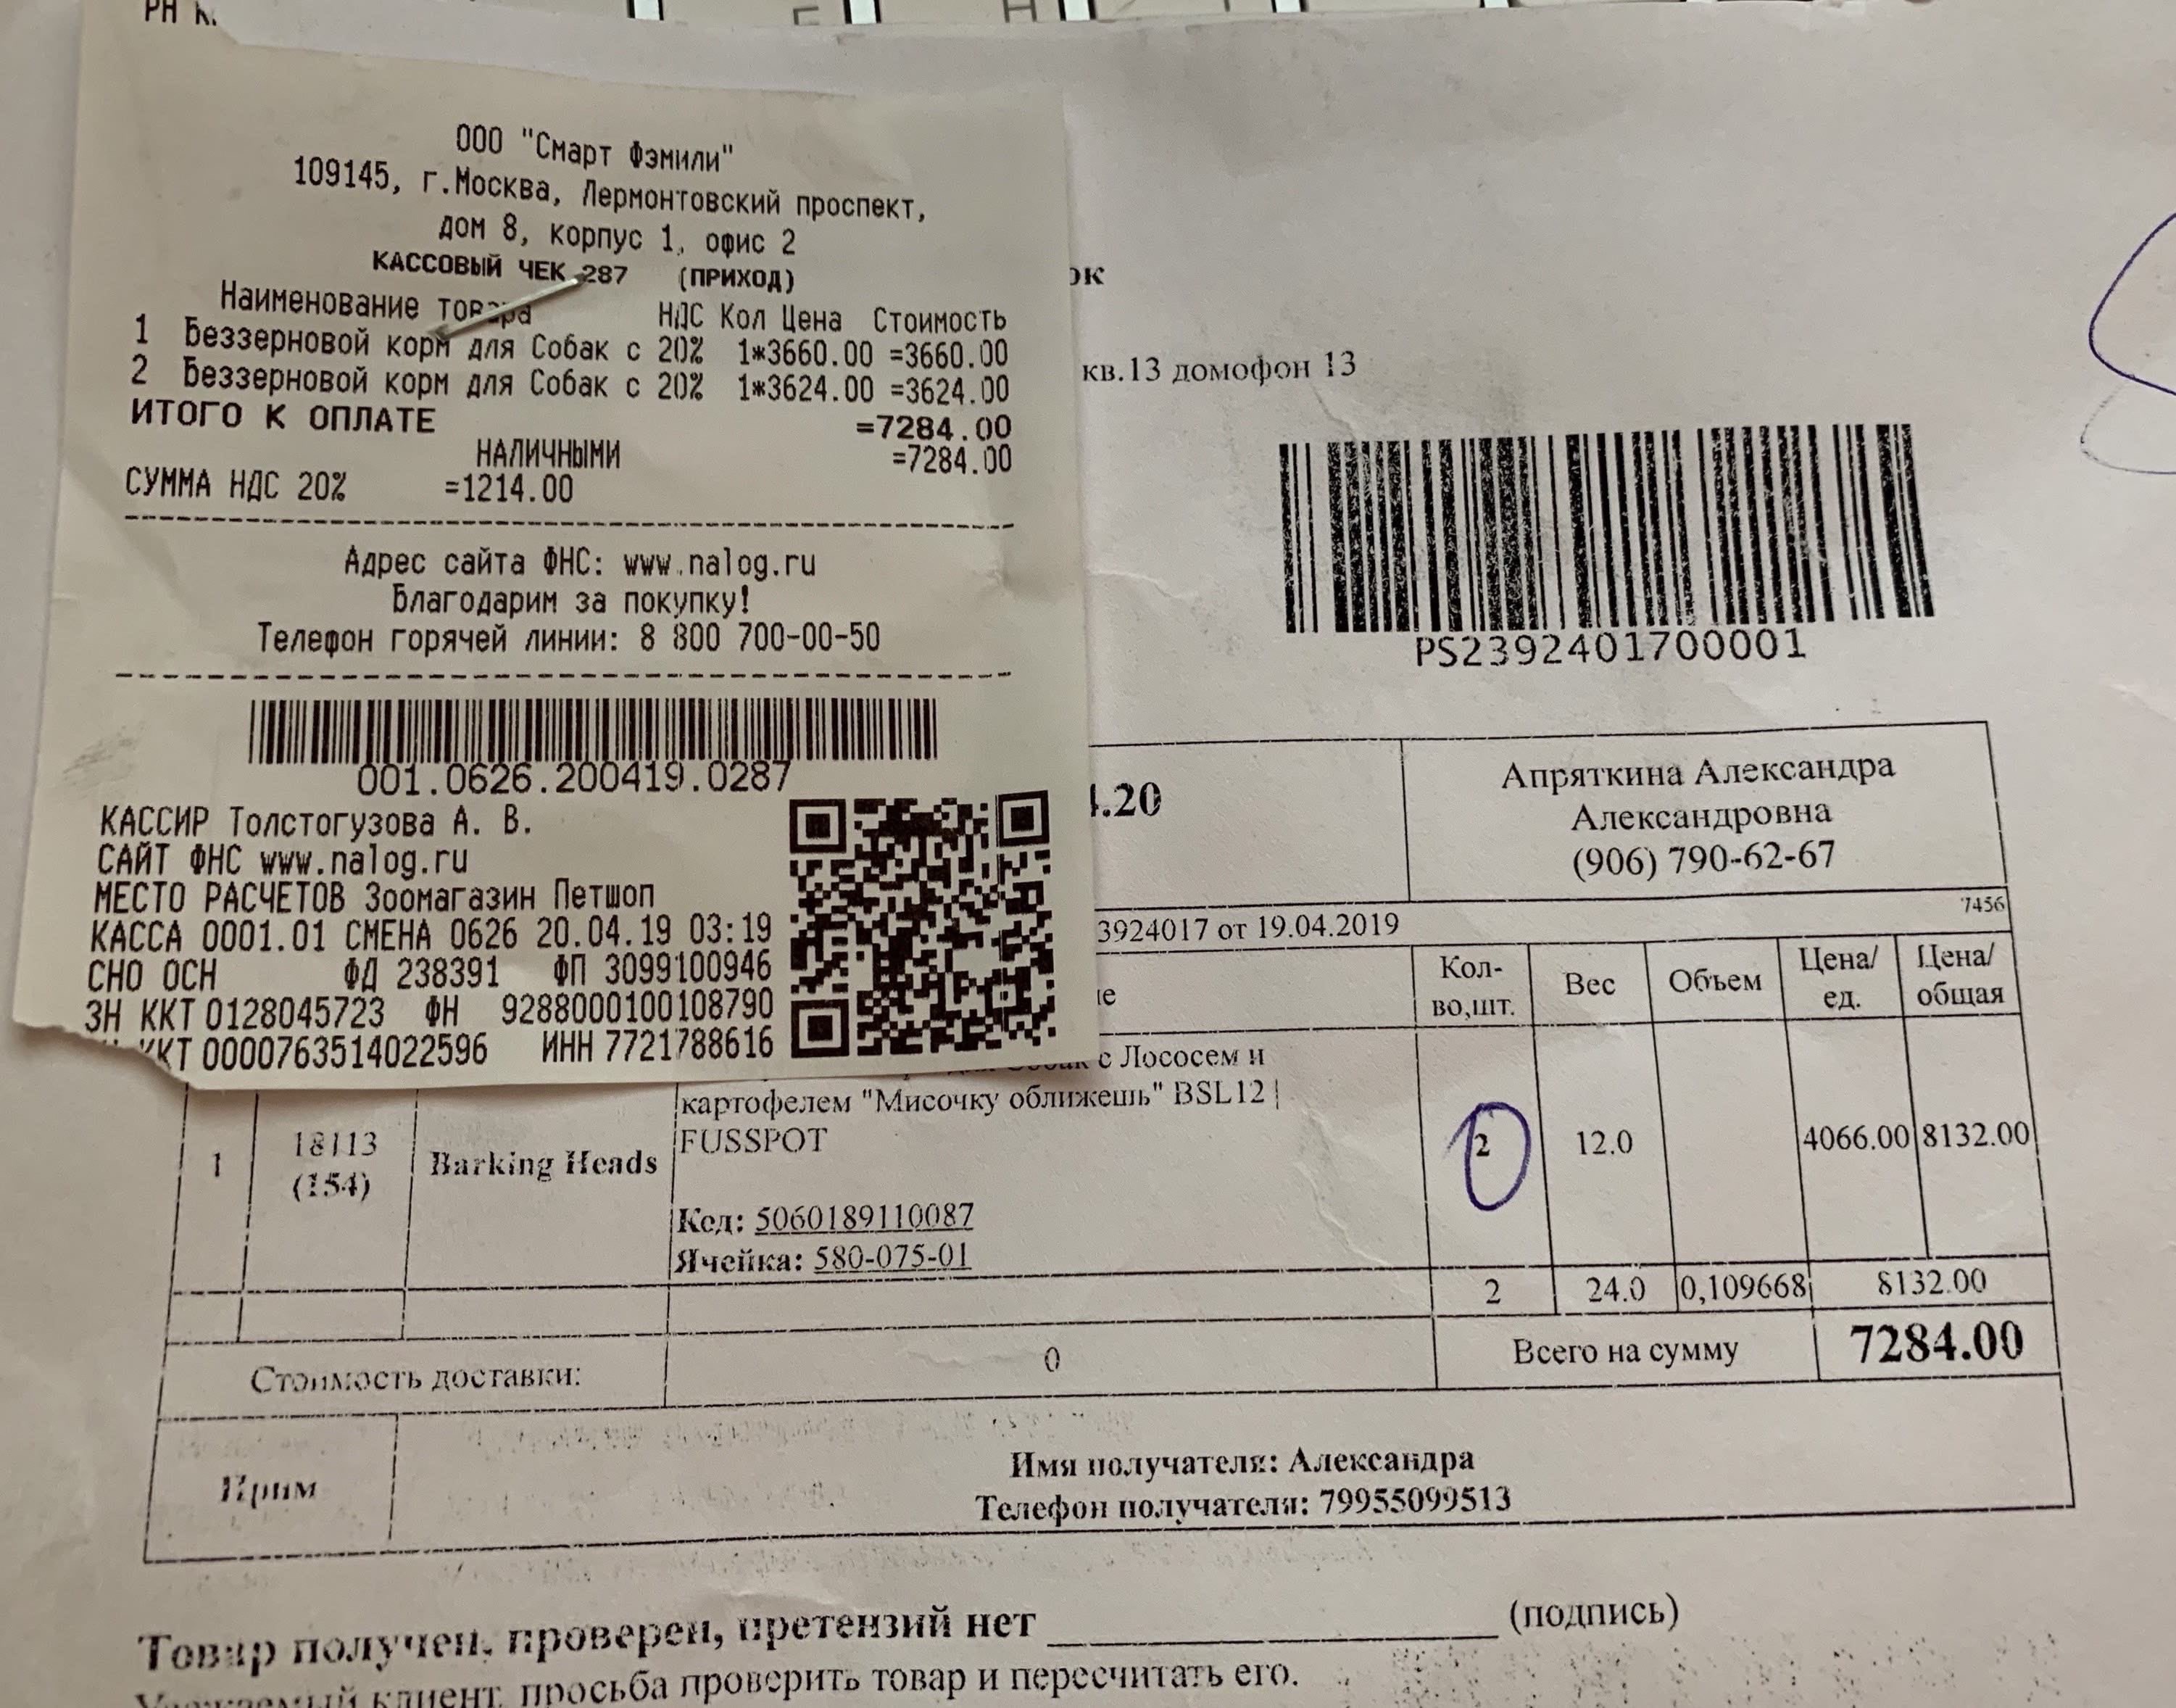 РН К.
ООО "Смарт Фэмили"
109145, г.Москва, Лермонтовский проспект,
дом 8, корпус 1, офис 2
КАССОВЫЙ ЧЕК 287 (ПРИХОД)
Наименование товара НДС Кол Цена Стоимость
1 Беззерновой корм для Собак с 20% 1*3660.00 =3660.00
2 Беззерновой корм для Собак с 20% 1*3624.00 =3624.00
ИТОГО К ОПЛАТЕ =7284.00
НАЛИЧНЫМИ =7284.00
СУММА НДС 20% =1214.00
Адрес сайта ФНС: www.nalog.ru
Благодарим за покупку!
Телефон горячей линии: 8 800 700-00-50
001.0626.200419.0287
КАССИР Толстогузова А. В.
САЙТ ФНС www.nalog.ru
МЕСТО РАСЧЕТОВ Зоомагазин Петшоп
КАССА 0001.01 СМЕНА 0626 20.04.19 03:19
СНО ОСН ФД 238391 ФП 3099100946
ЗН ККТ 0128045723 ФН 9288000100108790
ККТ 0000763514022596 ИНН 7721788616
ок
кв.13 домофон 13
PS2392401700001
4.20
Апряткина Александра
Александровна
(906) 790-62-67
7456
3924017 от 19.04.2019
ие
Кол-
во,шт.
Вес
Объем
Цена/
ед.
Цена/
общая
1
18113
(154)
Barking Heads
Собак с Лососем и
картофелем "Мисочку оближешь" BSL12 |
FUSSPOT
Код: 5060189110087
Ячейка: 580-075-01
2
12.0
4066.00
8132.00
2 24.0 0,109668 8132.00
Стоимость доставки: 0 Всего на сумму 7284.00
Прим
Имя получателя: Александра
Телефон получателя: 79955099513
Товар получен, проверен, претензий нет (подпись)
Уважаемый клиент, просьба проверить товар и пересчитать его.